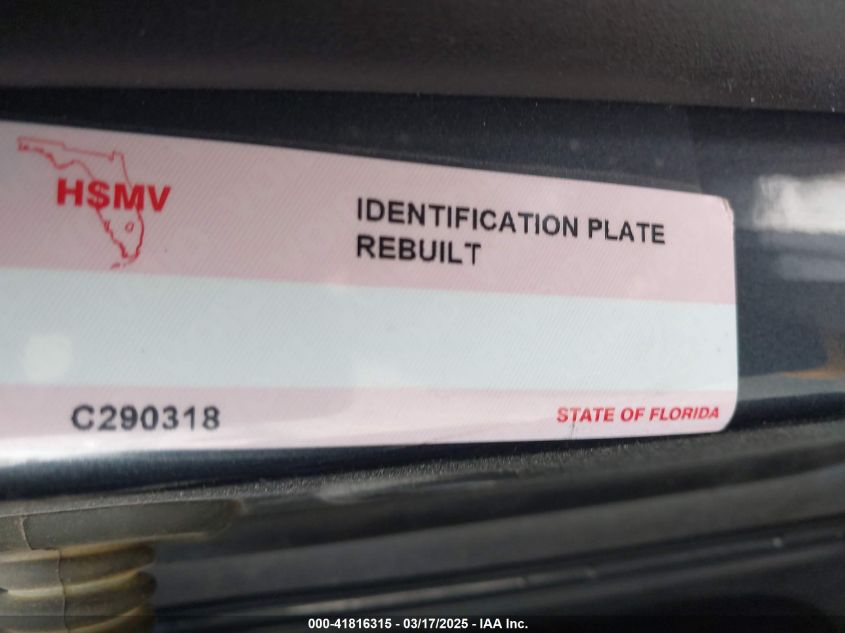 HSMV
IDENTIFICATION PLATE
REBUILT
C290318
STATE OF FLORIDA
000-41816315 - 03/17/2025 - IAA Inc.